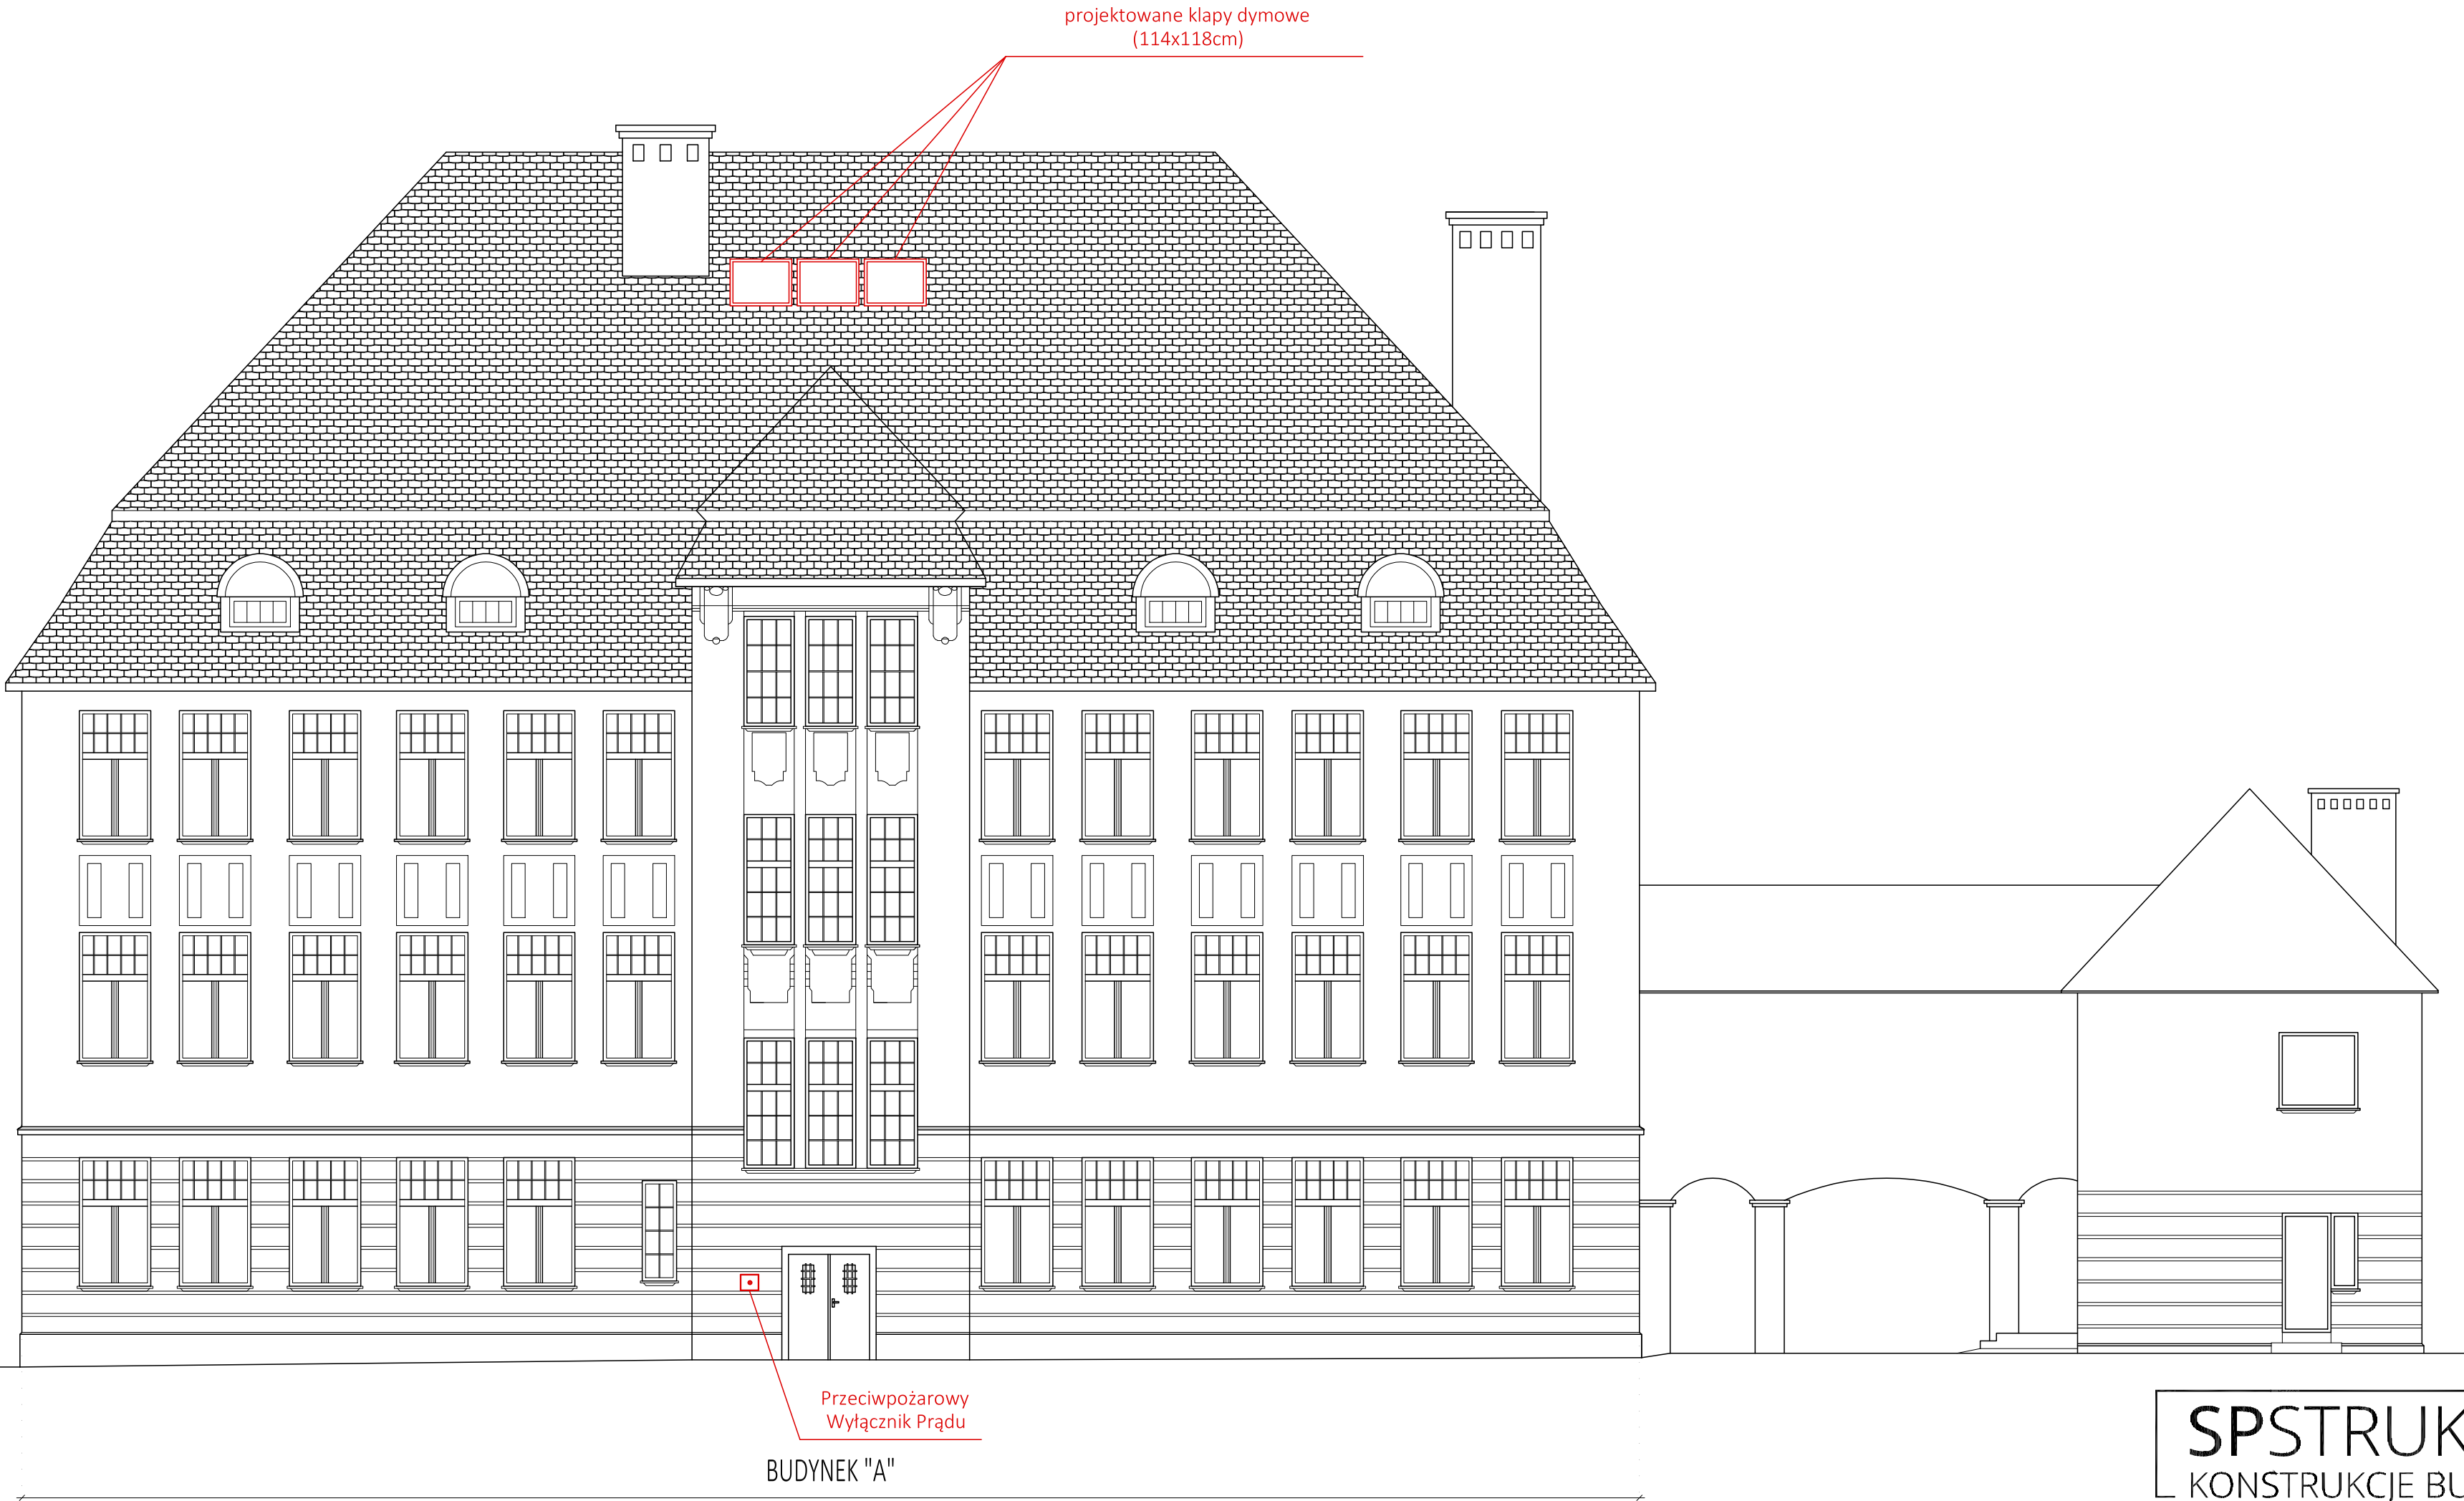 projektowane klapy dymowe
(114x118cm)
Przeciwpożarowy
Wyłącznik Prądu
BUDYNEK "A"
SPSTRUK
KONSTRUKCJE BU